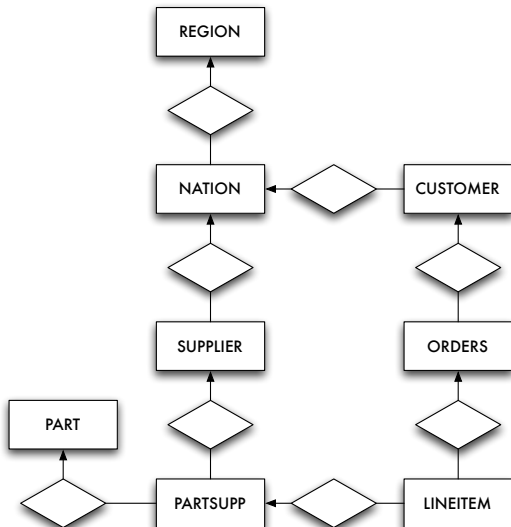 REGION
NATION
CUSTOMER
SUPPLIER
ORDERS
PART
PARTSUPP
LINEITEM